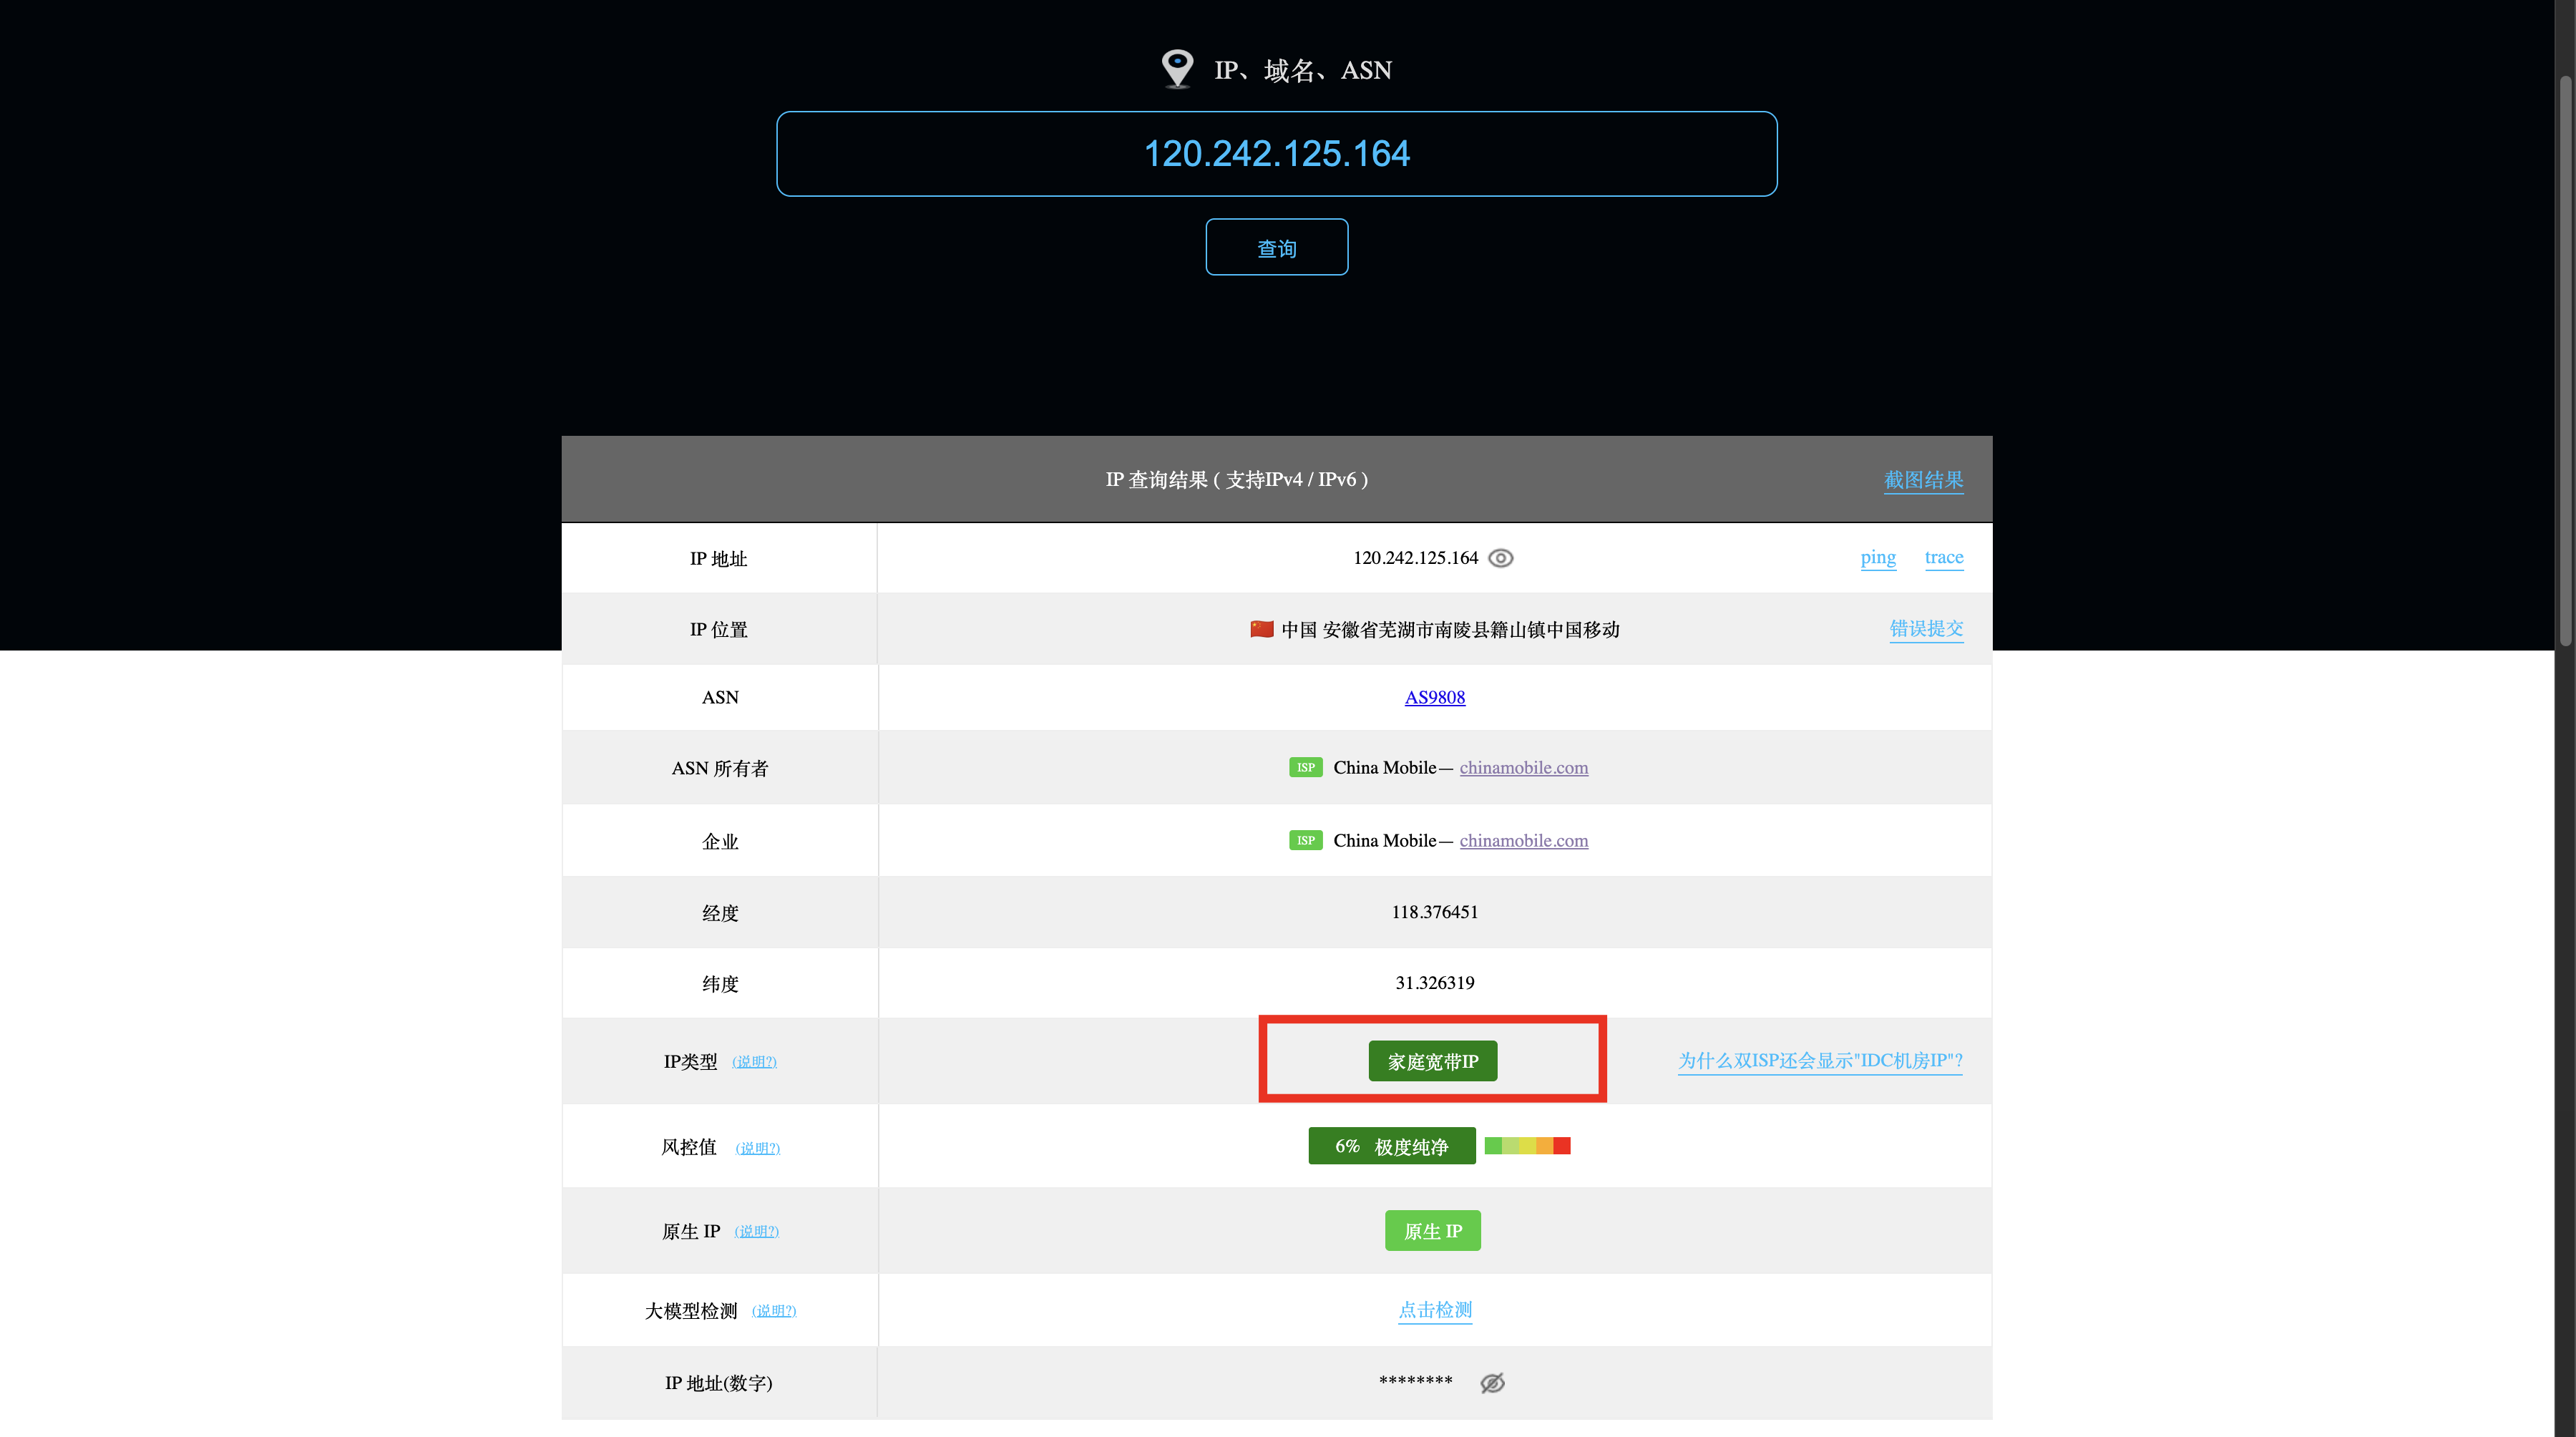 IP、域名、ASN
120.242.125.164
查询
IP 查询结果 ( 支持IPv4 / IPv6 ) 截图结果
IP 地址 120.242.125.164 ping trace
IP 位置 🇨🇳 中国 安徽省芜湖市南陵县籍山镇中国移动 错误提交
ASN AS9808
ASN 所有者 ISP China Mobile— chinamobile.com
企业 ISP China Mobile— chinamobile.com
经度 118.376451
纬度 31.326319
IP类型 (说明?) 家庭宽带IP 为什么双ISP还会显示"IDC机房IP"?
风控值 (说明?) 6% 极度纯净
原生 IP (说明?) 原生 IP
大模型检测 (说明?) 点击检测
IP 地址(数字) ********